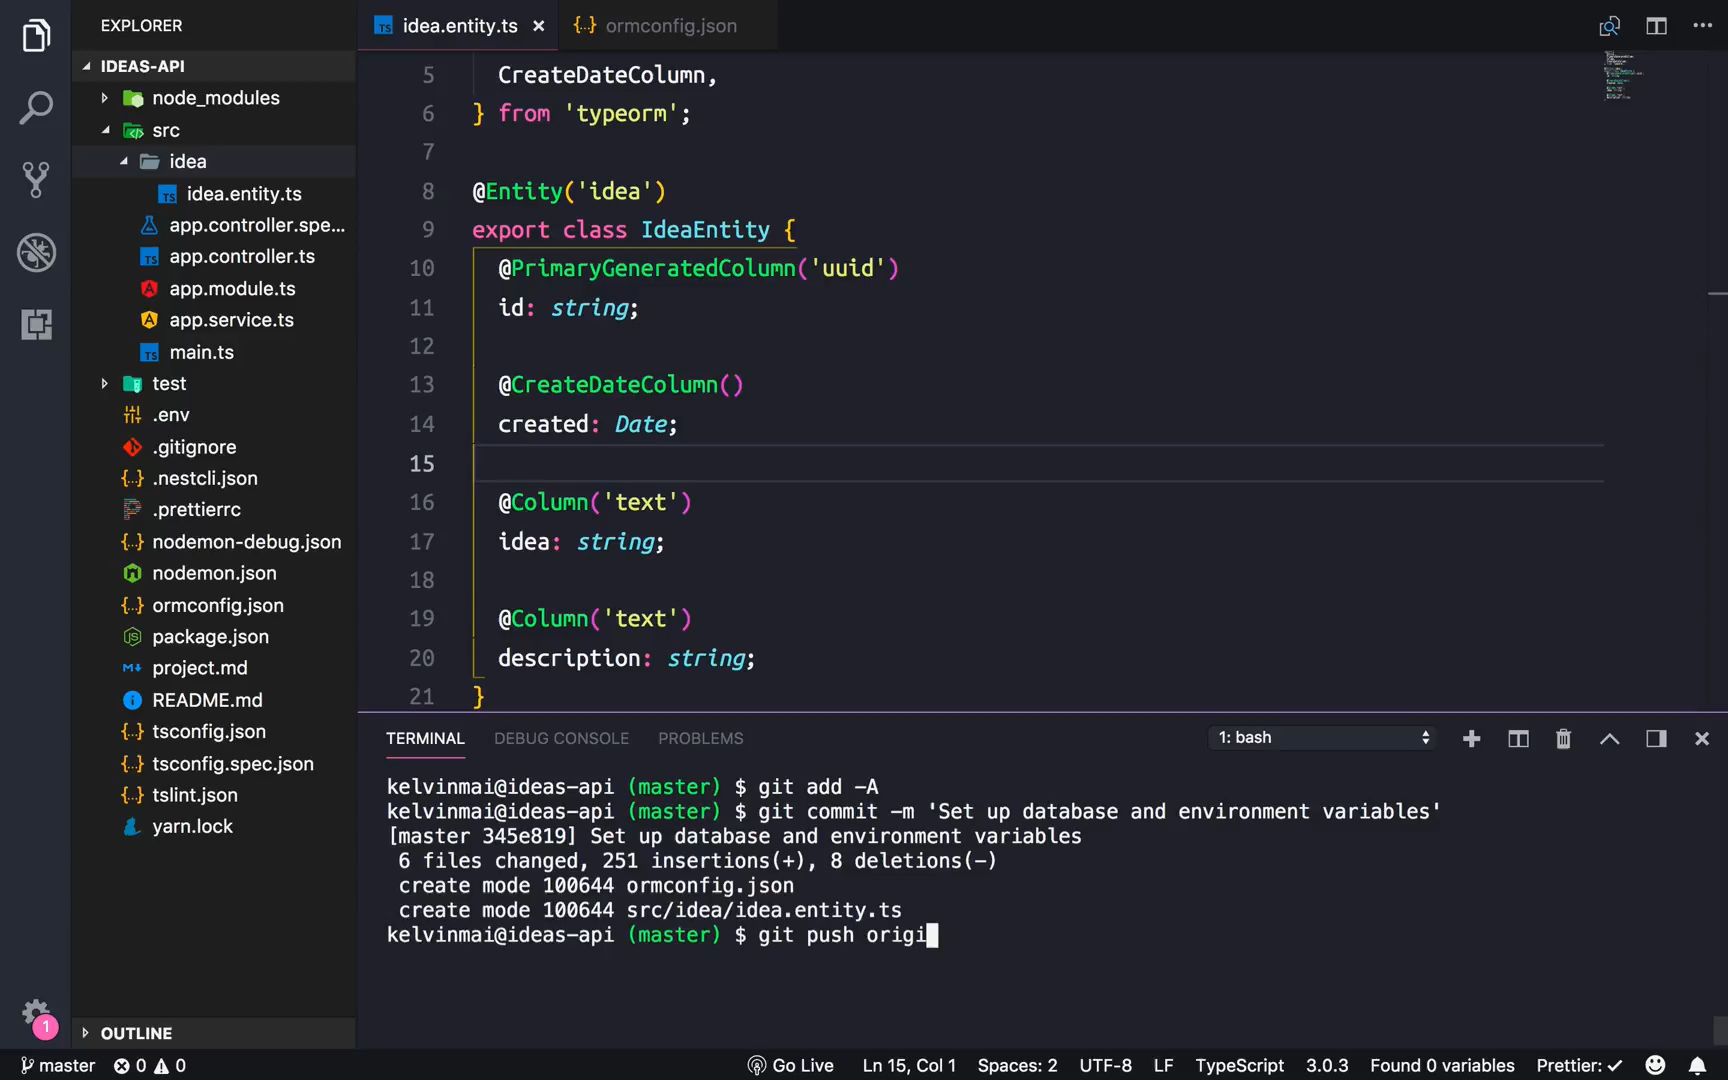 EXPLORER
IDEAS-API
node_modules
src
idea
idea.entity.ts
app.controller.spe...
app.controller.ts
app.module.ts
app.service.ts
main.ts
test
.env
.gitignore
.nestcli.json
.prettierrc
nodemon-debug.json
nodemon.json
ormconfig.json
package.json
project.md
README.md
tsconfig.json
tsconfig.spec.json
tslint.json
yarn.lock
OUTLINE
1
idea.entity.ts
ormconfig.json
5 CreateDateColumn,
6 } from 'typeorm';
7
8 @Entity('idea')
9 export class IdeaEntity {
10 @PrimaryGeneratedColumn('uuid')
11 id: string;
12
13 @CreateDateColumn()
14 created: Date;
15
16 @Column('text')
17 idea: string;
18
19 @Column('text')
20 description: string;
21 }
TERMINAL DEBUG CONSOLE PROBLEMS 1: bash
kelvinmai@ideas-api (master) $ git add -A
kelvinmai@ideas-api (master) $ git commit -m 'Set up database and environment variables'
[master 345e819] Set up database and environment variables
6 files changed, 251 insertions(+), 8 deletions(-)
create mode 100644 ormconfig.json
create mode 100644 src/idea/idea.entity.ts
kelvinmai@ideas-api (master) $ git push origi
master 0 0 Go Live Ln 15, Col 1 Spaces: 2 UTF-8 LF TypeScript 3.0.3 Found 0 variables Prettier: ✓